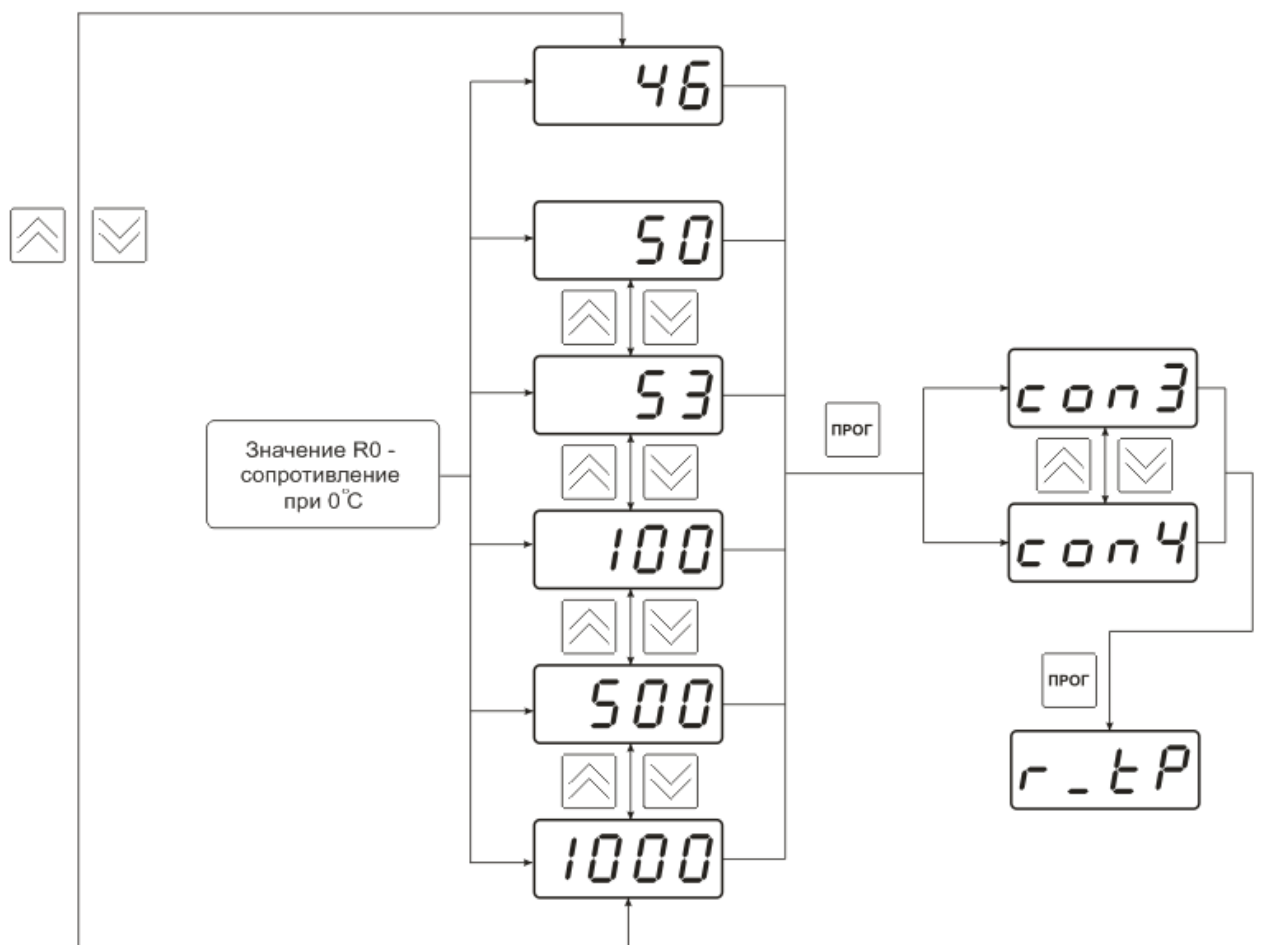 46
50
53
Значение R0 -
сопротивление
при 0°С
100
500
1000
ПРОГ
con3
con4
ПРОГ
r_tP